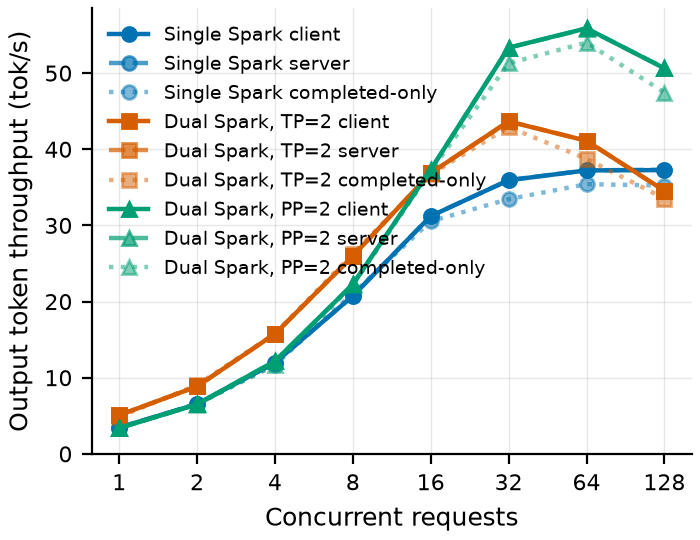 Output token throughput (tok/s)
50
40
30
20
10
0
Single Spark client
Single Spark server
Single Spark completed-only
Dual Spark, TP=2 client
Dual Spark, TP=2 server
Dual Spark, TP=2 completed-only
Dual Spark, PP=2 client
Dual Spark, PP=2 server
Dual Spark, PP=2 completed-only
1 2 4 8 16 32 64 128
Concurrent requests